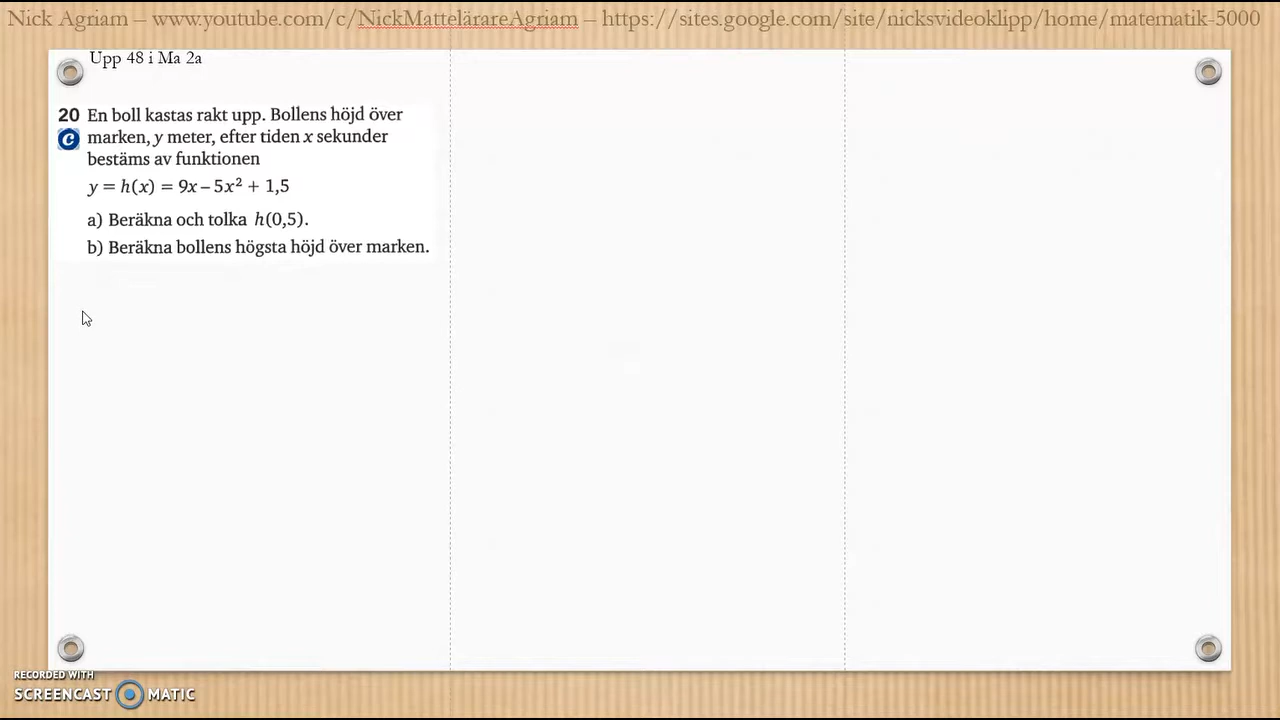 Nick Agriam – www.youtube.com/c/NickMattelärareAgriam – https://sites.google.com/site/nicksvideoklipp/home/matematik-5000
Upp 48 i Ma 2a
20 En boll kastas rakt upp. Bollens höjd över
C marken, y meter, efter tiden x sekunder
bestäms av funktionen
y = h(x) = 9x – 5x² + 1,5
a) Beräkna och tolka h(0,5).
b) Beräkna bollens högsta höjd över marken.
RECORDED WITH
SCREENCAST MATIC